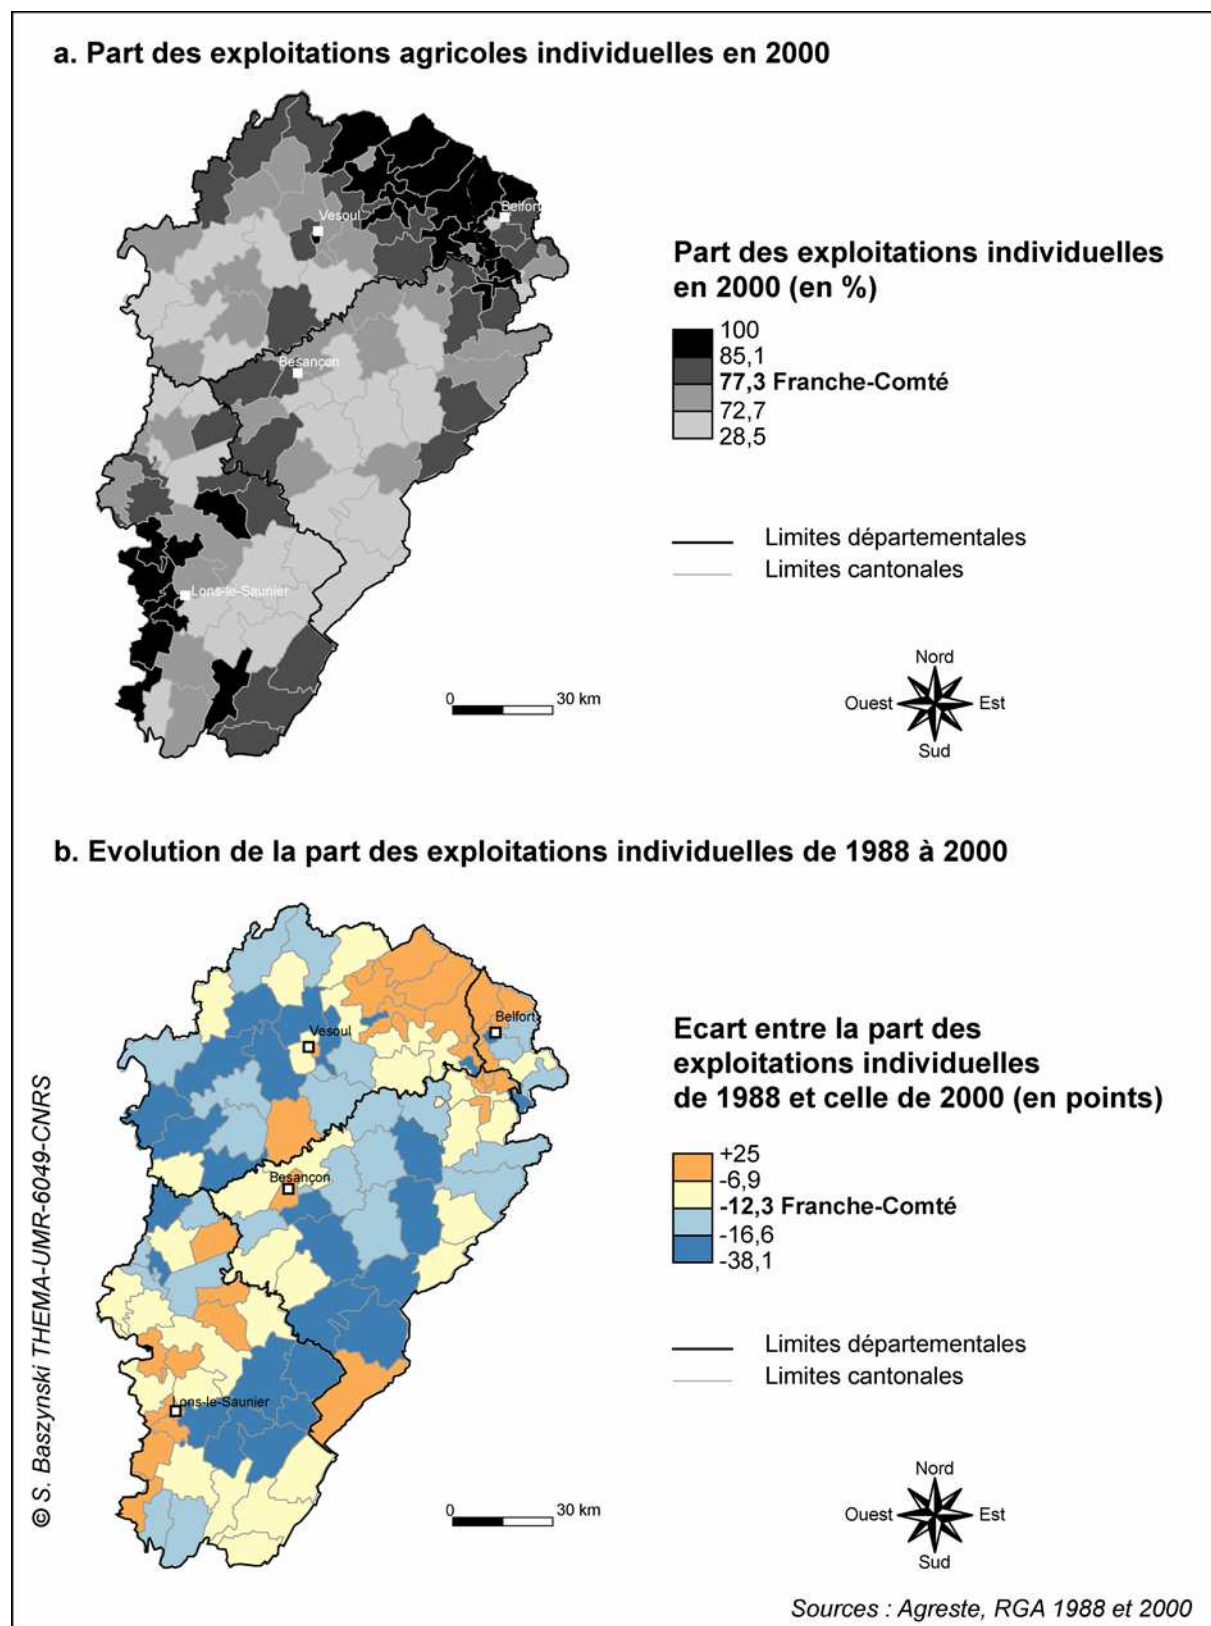 a. Part des exploitations agricoles individuelles en 2000
Vesoul
Belfort
Besançon
Lons-le-Saunier
Part des exploitations individuelles
en 2000 (en %)
100
85,1
77,3 Franche-Comté
72,7
28,5
Limites départementales
Limites cantonales
0 30 km
Nord
Ouest Est
Sud
b. Evolution de la part des exploitations individuelles de 1988 à 2000
Vesoul
Belfort
Besançon
Lons-le-Saunier
Ecart entre la part des
exploitations individuelles
de 1988 et celle de 2000 (en points)
+25
-6,9
-12,3 Franche-Comté
-16,6
-38,1
Limites départementales
Limites cantonales
0 30 km
Nord
Ouest Est
Sud
© S. Baszynski THEMA-UMR-6049-CNRS
Sources : Agreste, RGA 1988 et 2000